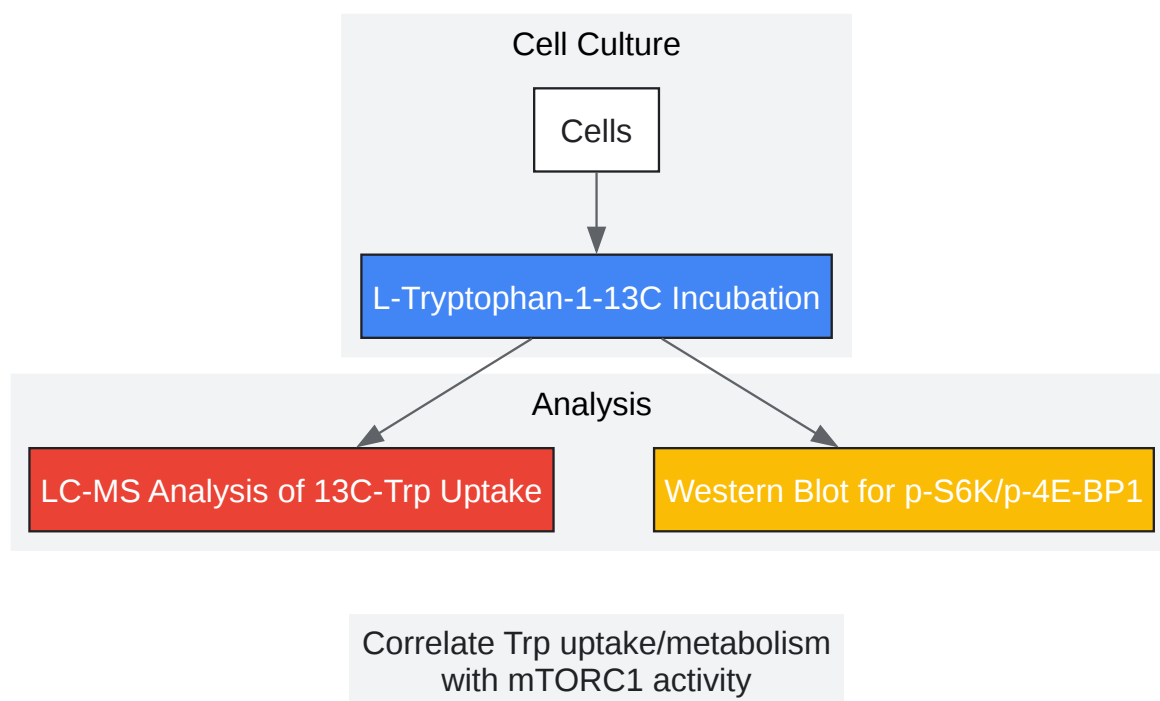 Cell Culture
Cells
L-Tryptophan-1-13C Incubation
Analysis
LC-MS Analysis of 13C-Trp Uptake
Western Blot for p-S6K/p-4E-BP1
Correlate Trp uptake/metabolism
with mTORC1 activity